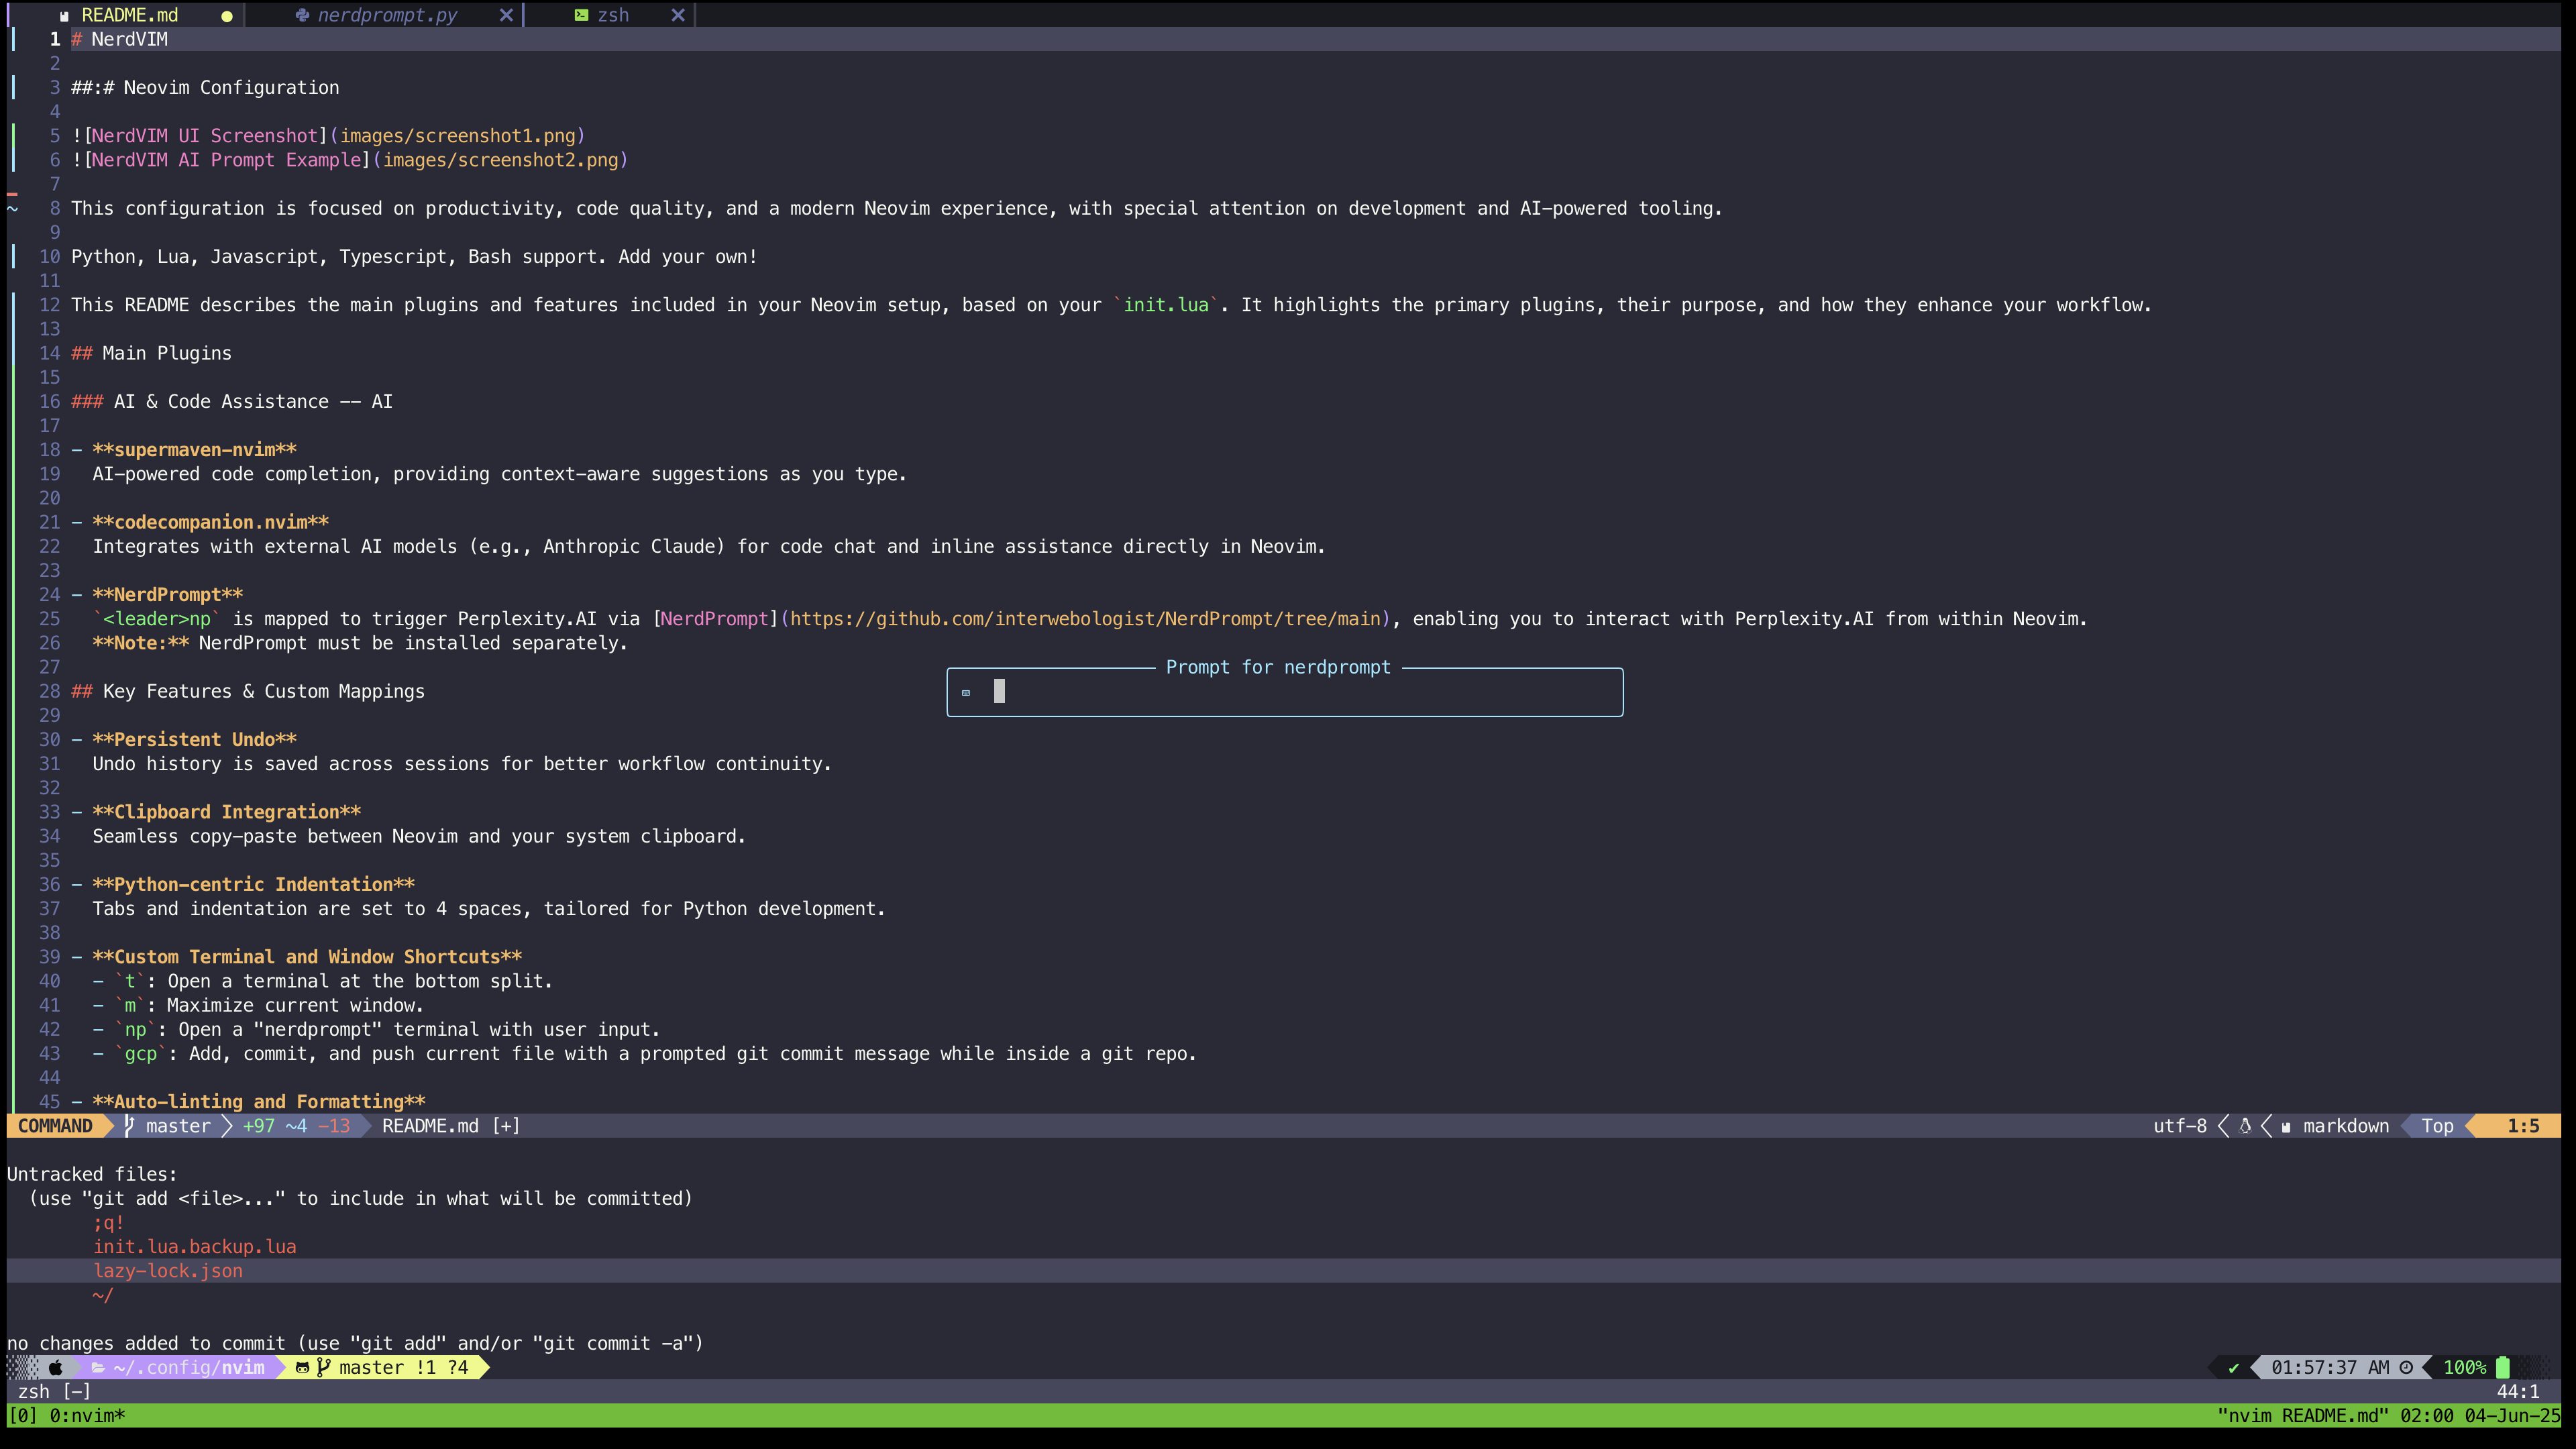 README.md ● nerdprompt.py ✕ zsh ✕
1 # NerdVIM
2
3 ##:# Neovim Configuration
4
5 ![NerdVIM UI Screenshot](images/screenshot1.png)
6 ![NerdVIM AI Prompt Example](images/screenshot2.png)
7
~ 8 This configuration is focused on productivity, code quality, and a modern Neovim experience, with special attention on development and AI-powered tooling.
9
10 Python, Lua, Javascript, Typescript, Bash support. Add your own!
11
12 This README describes the main plugins and features included in your Neovim setup, based on your `init.lua`. It highlights the primary plugins, their purpose, and how they enhance your workflow.
13
14 ## Main Plugins
15
16 ### AI & Code Assistance -- AI
17
18 - **supermaven-nvim**
19   AI-powered code completion, providing context-aware suggestions as you type.
20
21 - **codecompanion.nvim**
22   Integrates with external AI models (e.g., Anthropic Claude) for code chat and inline assistance directly in Neovim.
23
24 - **NerdPrompt**
25   `<leader>np` is mapped to trigger Perplexity.AI via [NerdPrompt](https://github.com/interwebologist/NerdPrompt/tree/main), enabling you to interact with Perplexity.AI from within Neovim.
26   **Note:** NerdPrompt must be installed separately.
27
Prompt for nerdprompt
28 ## Key Features & Custom Mappings
29
30 - **Persistent Undo**
31   Undo history is saved across sessions for better workflow continuity.
32
33 - **Clipboard Integration**
34   Seamless copy-paste between Neovim and your system clipboard.
35
36 - **Python-centric Indentation**
37   Tabs and indentation are set to 4 spaces, tailored for Python development.
38
39 - **Custom Terminal and Window Shortcuts**
40   - `t`: Open a terminal at the bottom split.
41   - `m`: Maximize current window.
42   - `np`: Open a "nerdprompt" terminal with user input.
43   - `gcp`: Add, commit, and push current file with a prompted git commit message while inside a git repo.
44
45 - **Auto-linting and Formatting**
COMMAND master +97 ~4 -13 README.md [+] utf-8 markdown Top 1:5
Untracked files:
  (use "git add <file>..." to include in what will be committed)
        ;q!
        init.lua.backup.lua
        lazy-lock.json
        ~/
no changes added to commit (use "git add" and/or "git commit -a")
~/.config/nvim master !1 ?4 ✔ 01:57:37 AM 100%
zsh [-] 44:1
[0] 0:nvim* "nvim README.md" 02:00 04-Jun-25